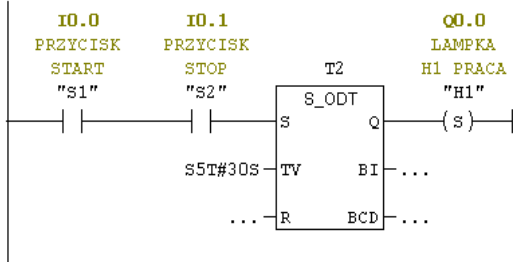 I0.0 I0.1 Q0.0
PRZYCISK PRZYCISK LAMPKA
START STOP T2 H1 PRACA
"S1" "S2" S_ODT "H1"
S Q (S)
S5T#30S TV BI ...
... R BCD ...